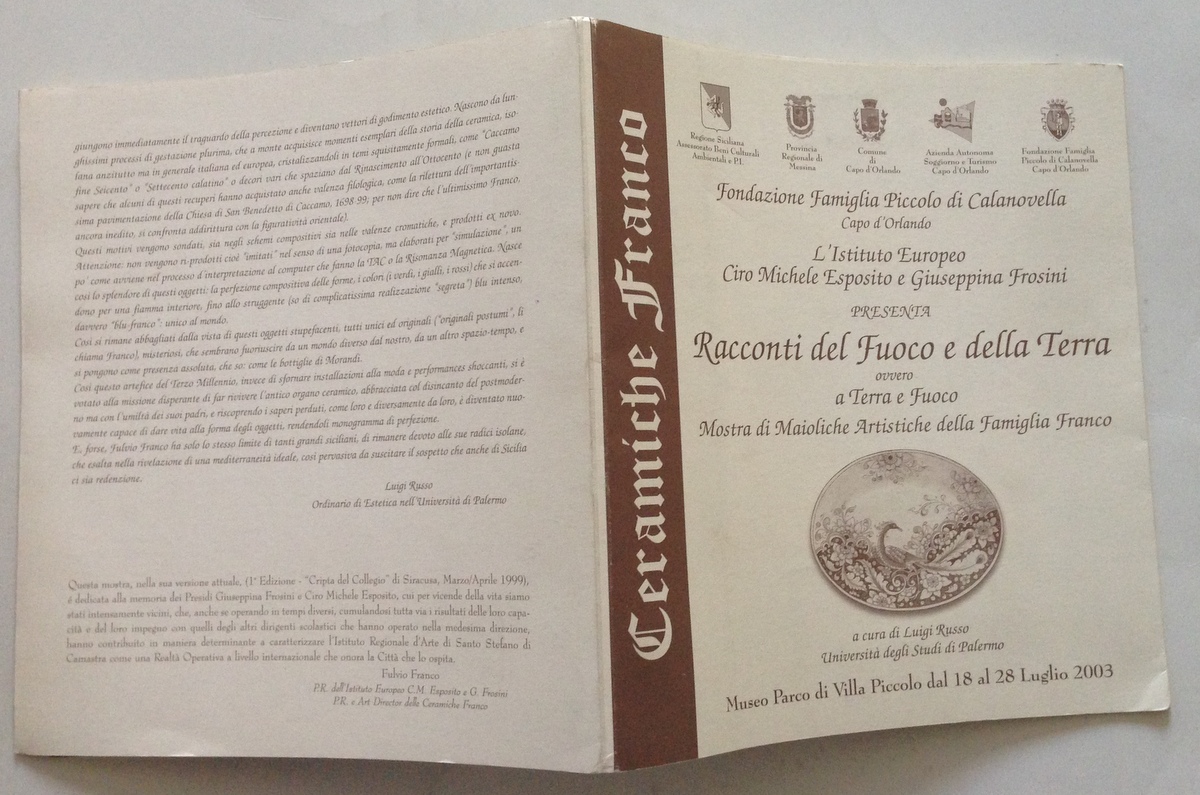 giungono immediatamente il traguardo della percezione e diventano vettori di godimento estetico. Nascono da lun-
ghissimi processi di gestazione plurima, che a monte acquisisce momenti esemplari della storia della ceramica, iso-
lana anzitutto ma in generale italiana ed europea, cristalizzandoli in temi squisitamente formali, come "Caccamo
fine Seicento" o "Settecento calatino" o decori vari che spaziano dal Rinascimento all'Ottocento (e non guasta
sapere che alcuni di questi recuperi hanno acquistato anche valenza filologica, come la rilettura dell'importantis-
sima pavimentazione della Chiesa di San Benedetto di Caccamo, 1698-99; per non dire che l'ultimissimo Franco,
ancora inedito, si confronta addirittura con la figuratività orientale).
Questi motivi vengono sondati, sia negli schemi compositivi sia nelle valenze cromatiche, e prodotti ex novo.
Attenzione: non vengono ri-prodotti cioè "imitati" nel senso di una fotocopia, ma elaborati per "simulazione", un
po' come avviene nel processo d'interpretazione al computer che fanno la TAC o la Risonanza Magnetica. Nasce
così lo splendore di questi oggetti: la perfezione compositiva delle forme, i colori (i verdi, i gialli, i rossi) che si accen-
dono per una fiamma interiore, fino allo struggente (so di complicatissima realizzazione "segreta") blu intenso,
davvero "blu-franco": unico al mondo.
Così si rimane abbagliati dalla vista di questi oggetti stupefacenti, tutti unici ed originali ("originali postumi", li
chiama Franco), misteriosi, che sembrano fuoriuscire da un mondo diverso dal nostro, da un altro spazio-tempo, e
si pongono come presenza assoluta, che so: come le bottiglie di Morandi.
Così questo artefice del Terzo Millennio, invece di sfornare installazioni alla moda e performances shoccanti, si è
votato alla missione disperante di far rivivere l'antico organo ceramico, abbracciata col disincanto del postmoder-
no ma con l'umiltà dei suoi padri, e riscoprendo i saperi perduti, come loro e diversamente da loro, è diventato nuo-
vamente capace di dare vita alla forma degli oggetti, rendendoli monogramma di perfezione.
E, forse, Fulvio Franco ha solo lo stesso limite di tanti grandi siciliani, di rimanere devoto alle sue radici isolane,
che esalta nella rivelazione di una mediterraneità ideale, così pervasiva da suscitare il sospetto che anche di Sicilia
ci sia redenzione.
Luigi Russo
Ordinario di Estetica nell'Università di Palermo
Questa mostra, nella sua versione attuale, (1ª Edizione - "Cripta del Collegio" di Siracusa, Marzo/Aprile 1999),
é dedicata alla memoria dei Presidi Giuseppina Frosini e Ciro Michele Esposito, cui per vicende della vita siamo
stati intensamente vicini, che, anche se operando in tempi diversi, cumulandosi tutta via i risultati delle loro capa-
cità e del loro impegno con quelli degli altri dirigenti scolastici che hanno operato nella medesima direzione,
hanno contribuito in maniera determinante a caratterizzare l'Istituto Regionale d'Arte di Santo Stefano di
Camastra come una Realtà Operativa a livello internazionale che onora la Città che lo ospita.
Fulvio Franco
P.R. dell'Istituto Europeo C.M. Esposito e G. Frosini
P.R. e Art Director delle Ceramiche Franco
Ceramiche Franco
Regione Siciliana
Assessorato Beni Culturali
Ambientali e P.I.
Provincia
Regionale di
Messina
Comune
di
Capo d'Orlando
Azienda Autonoma
Soggiorno e Turismo
Capo d'Orlando
Fondazione Famiglia
Piccolo di Calanovella
Capo d'Orlando
Fondazione Famiglia Piccolo di Calanovella
Capo d'Orlando
L'Istituto Europeo
Ciro Michele Esposito e Giuseppina Frosini
PRESENTA
Racconti del Fuoco e della Terra
ovvero
a Terra e Fuoco
Mostra di Maioliche Artistiche della Famiglia Franco
a cura di Luigi Russo
Università degli Studi di Palermo
Museo Parco di Villa Piccolo dal 18 al 28 Luglio 2003